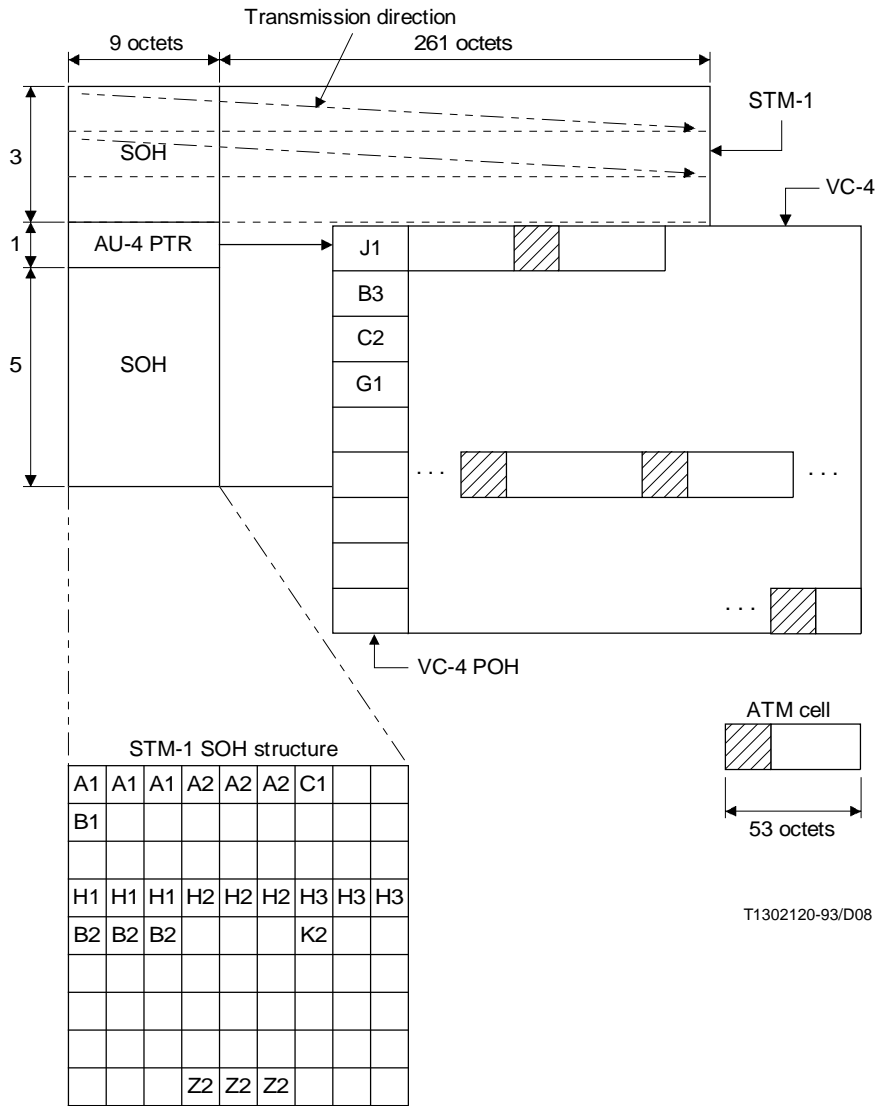 Transmission direction
9 octets 261 octets
STM-1
3 SOH
VC-4
1 AU-4 PTR J1
B3
C2
5 SOH G1
. . . . . .
. . .
VC-4 POH
ATM cell
STM-1 SOH structure
A1 A1 A1 A2 A2 A2 C1
B1
53 octets
H1 H1 H1 H2 H2 H2 H3 H3 H3
T1302120-93/D08
B2 B2 B2 K2
Z2 Z2 Z2